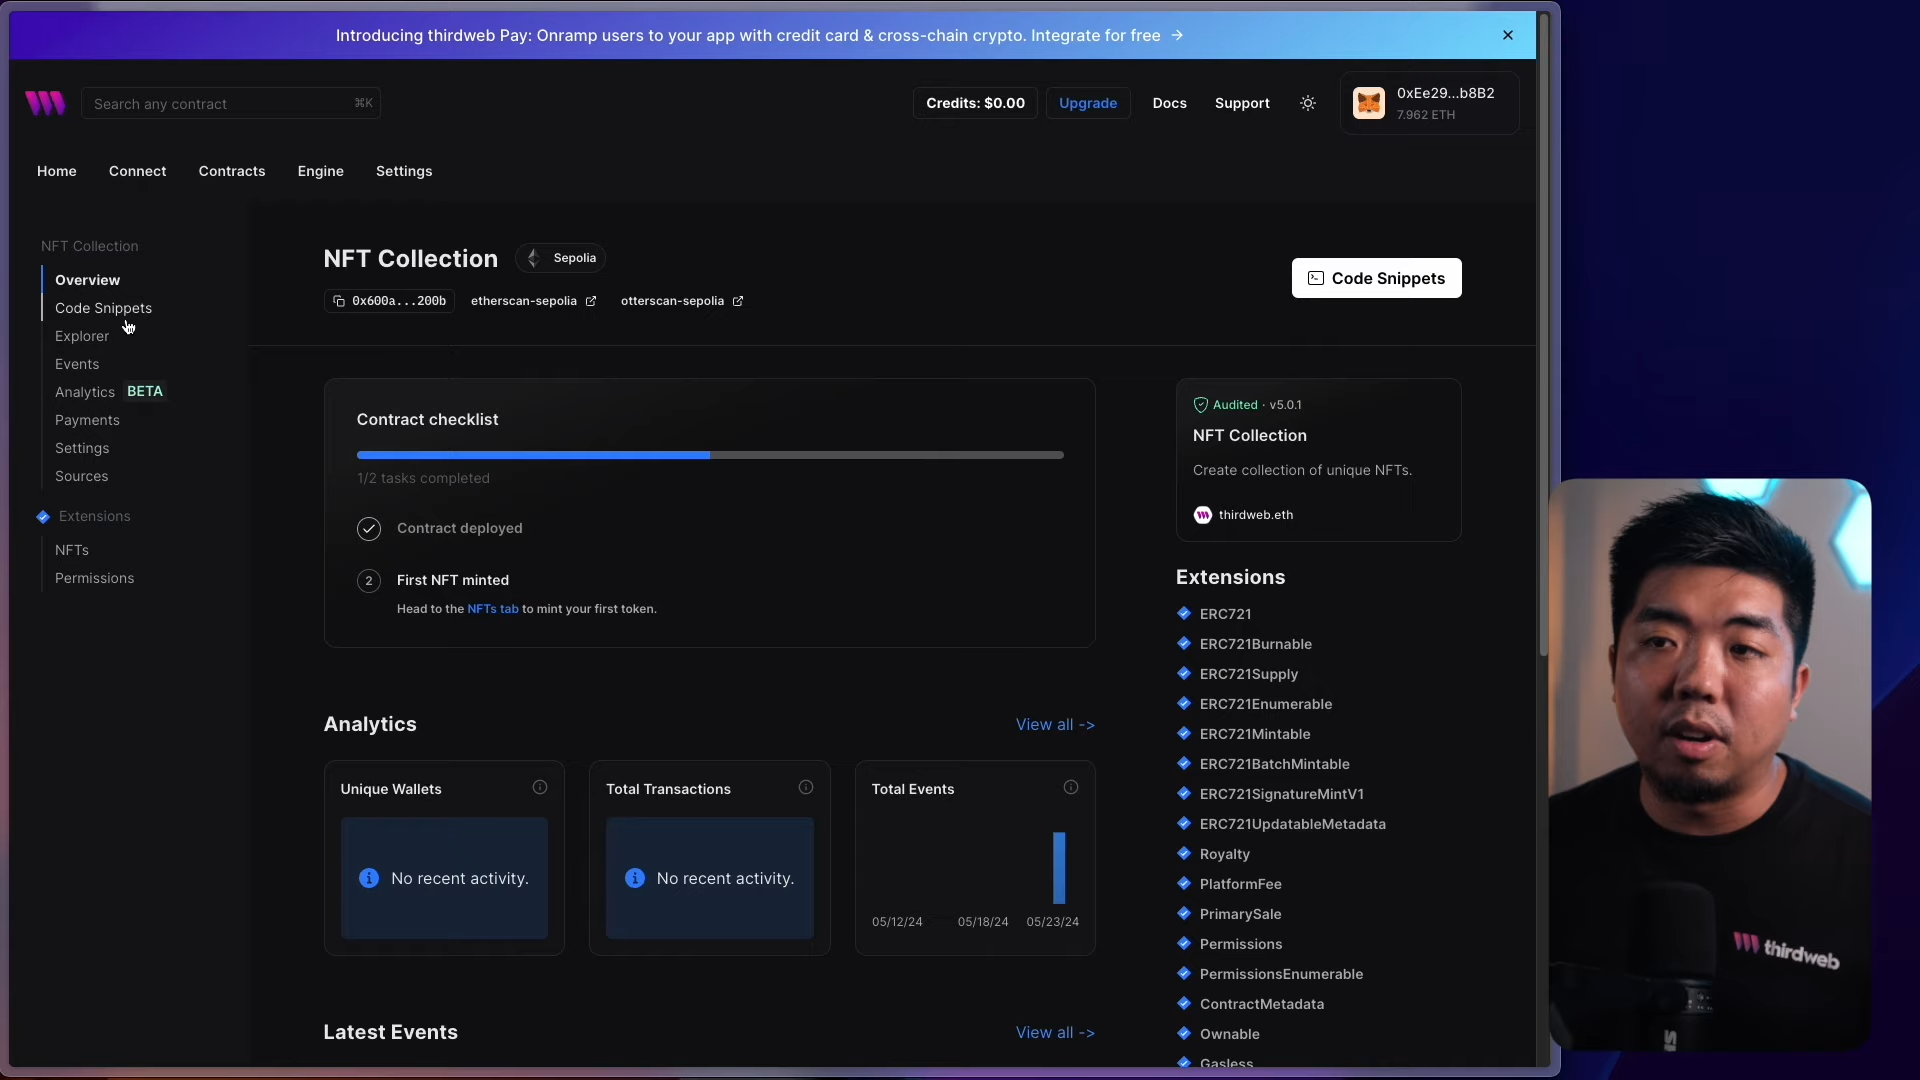 Introducing thirdweb Pay: Onramp users to your app with credit card & cross-chain crypto. Integrate for free →
Search any contract
⌘K
Credits: $0.00
Upgrade
Docs
Support
0xEe29...b8B2
7.962 ETH
Home
Connect
Contracts
Engine
Settings
NFT Collection
Overview
Code Snippets
Explorer
Events
Analytics BETA
Payments
Settings
Sources
Extensions
NFTs
Permissions
NFT Collection
Sepolia
0x600a...200b
etherscan-sepolia
otterscan-sepolia
Code Snippets
Contract checklist
1/2 tasks completed
Contract deployed
2
First NFT minted
Head to the NFTs tab to mint your first token.
Audited · v5.0.1
NFT Collection
Create collection of unique NFTs.
thirdweb.eth
Analytics
View all ->
Unique Wallets
No recent activity.
Total Transactions
No recent activity.
Total Events
05/12/24
05/18/24
05/23/24
Latest Events
View all ->
Extensions
ERC721
ERC721Burnable
ERC721Supply
ERC721Enumerable
ERC721Mintable
ERC721BatchMintable
ERC721SignatureMintV1
ERC721UpdatableMetadata
Royalty
PlatformFee
PrimarySale
Permissions
PermissionsEnumerable
ContractMetadata
Ownable
Gasless
thirdweb